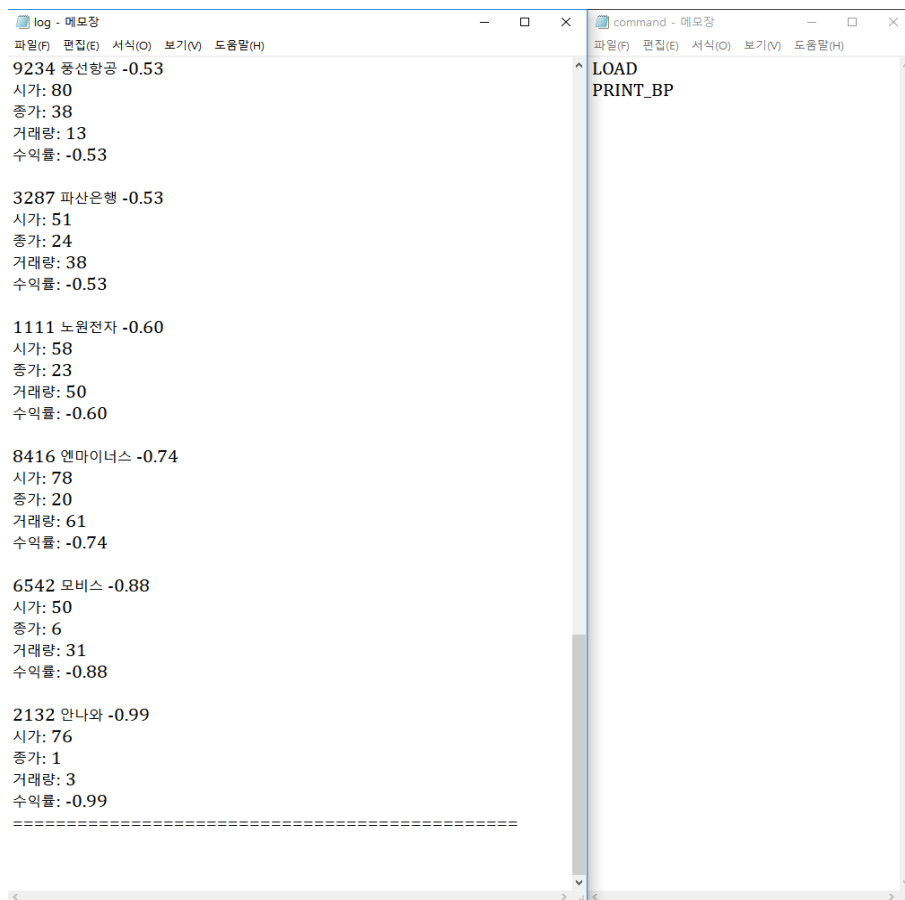 log - 메모장
파일(F) 편집(E) 서식(O) 보기(V) 도움말(H)
9234 풍선항공 -0.53
시가: 80
종가: 38
거래량: 13
수익률: -0.53
3287 파산은행 -0.53
시가: 51
종가: 24
거래량: 38
수익률: -0.53
1111 노원전자 -0.60
시가: 58
종가: 23
거래량: 50
수익률: -0.60
8416 엔마이너스 -0.74
시가: 78
종가: 20
거래량: 61
수익률: -0.74
6542 모비스 -0.88
시가: 50
종가: 6
거래량: 31
수익률: -0.88
2132 안나와 -0.99
시가: 76
종가: 1
거래량: 3
수익률: -0.99
===============================================
command - 메모장
파일(F) 편집(E) 서식(O) 보기(V) 도움말(H)
LOAD
PRINT_BP